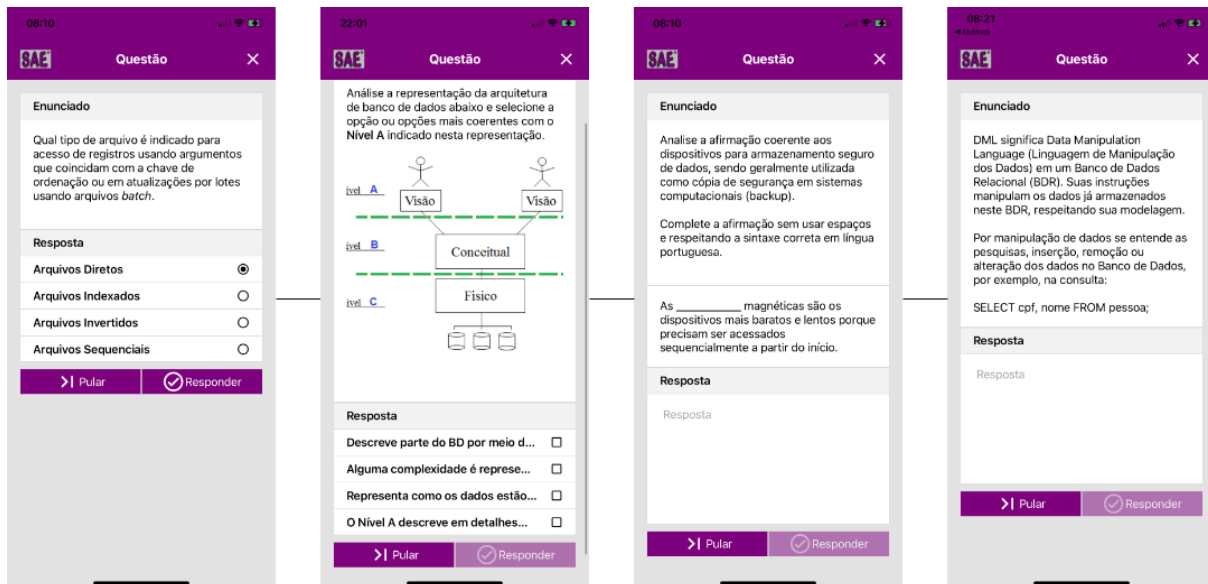 08:10
SAE
Questão
Enunciado
Qual tipo de arquivo é indicado para
acesso de registros usando argumentos
que coincidam com a chave de
ordenação ou em atualizações por lotes
usando arquivos batch.
Resposta
Arquivos Diretos
Arquivos Indexados
Arquivos Invertidos
Arquivos Sequenciais
Pular
Responder
22:01
SAE
Questão
Análise a representação da arquitetura
de banco de dados abaixo e selecione a
opção ou opções mais coerentes com o
Nível A indicado nesta representação.
ível A
Visão
Visão
ível B
Conceitual
ível C
Físico
Resposta
Descreve parte do BD por meio d...
Alguma complexidade é represe...
Representa como os dados estão...
O Nível A descreve em detalhes...
Pular
Responder
08:10
SAE
Questão
Enunciado
Analise a afirmação coerente aos
dispositivos para armazenamento seguro
de dados, sendo geralmente utilizada
como cópia de segurança em sistemas
computacionais (backup).
Complete a afirmação sem usar espaços
e respeitando a sintaxe correta em língua
portuguesa.
As __________ magnéticas são os
dispositivos mais baratos e lentos porque
precisam ser acessados
sequencialmente a partir do início.
Resposta
Resposta
Pular
Responder
08:21
Outlook
SAE
Questão
Enunciado
DML significa Data Manipulation
Language (Linguagem de Manipulação
dos Dados) em um Banco de Dados
Relacional (BDR). Suas instruções
manipulam os dados já armazenados
neste BDR, respeitando sua modelagem.
Por manipulação de dados se entende as
pesquisas, inserção, remoção ou
alteração dos dados no Banco de Dados,
por exemplo, na consulta:
SELECT cpf, nome FROM pessoa;
Resposta
Resposta
Pular
Responder